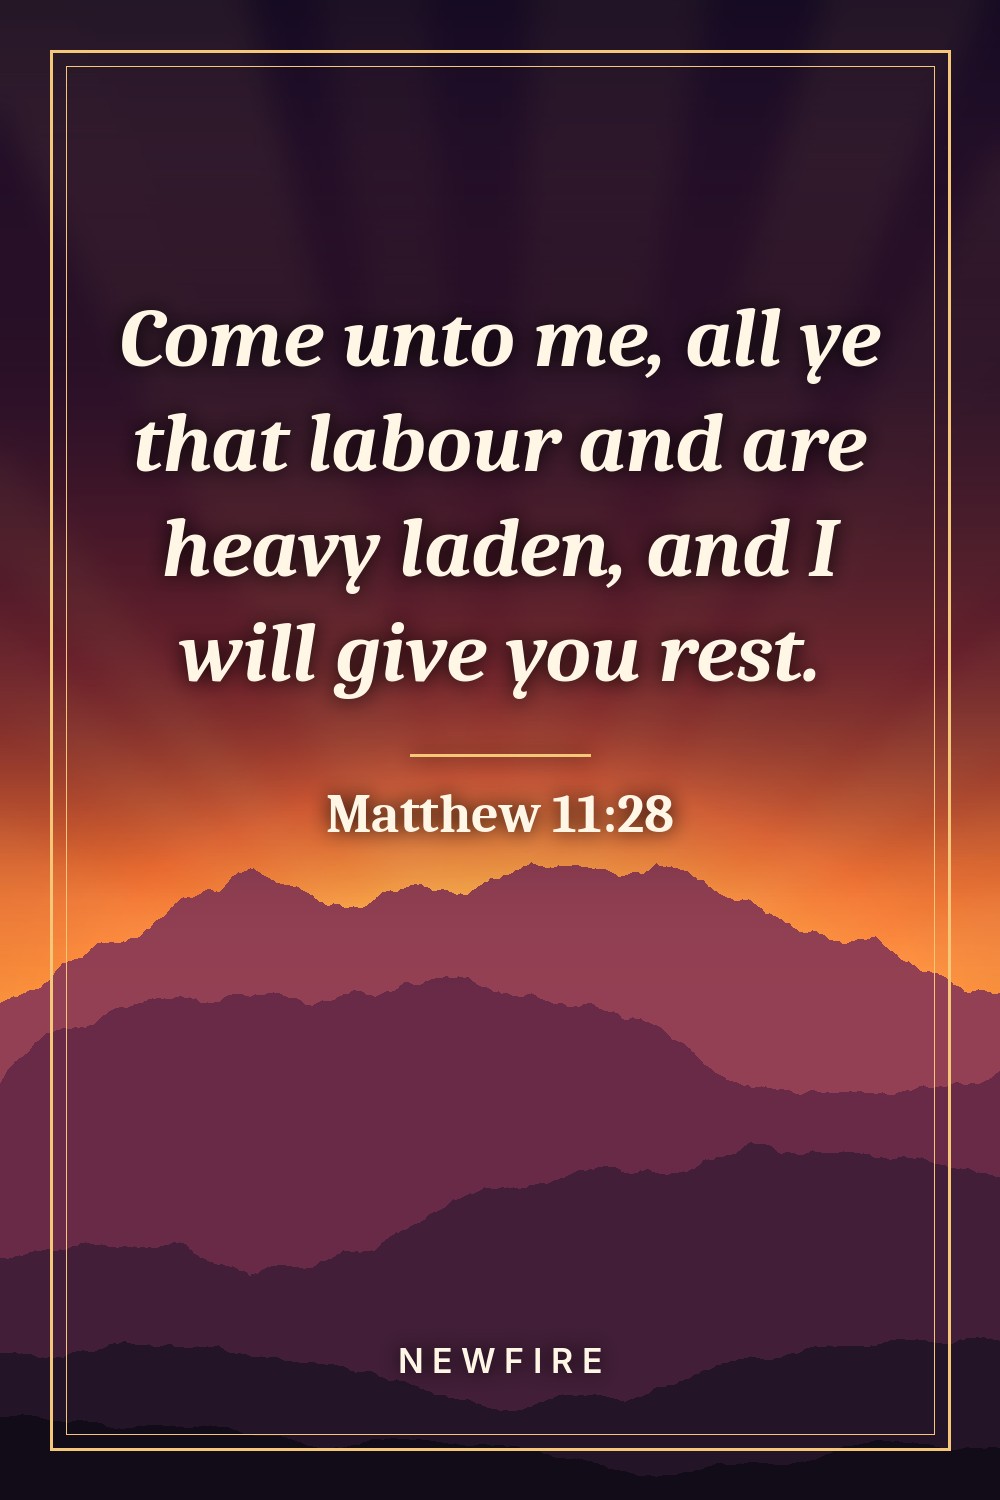 Come unto me, all ye
that labour and are
heavy laden, and I
will give you rest.
Matthew 11:28
NEWFIRE